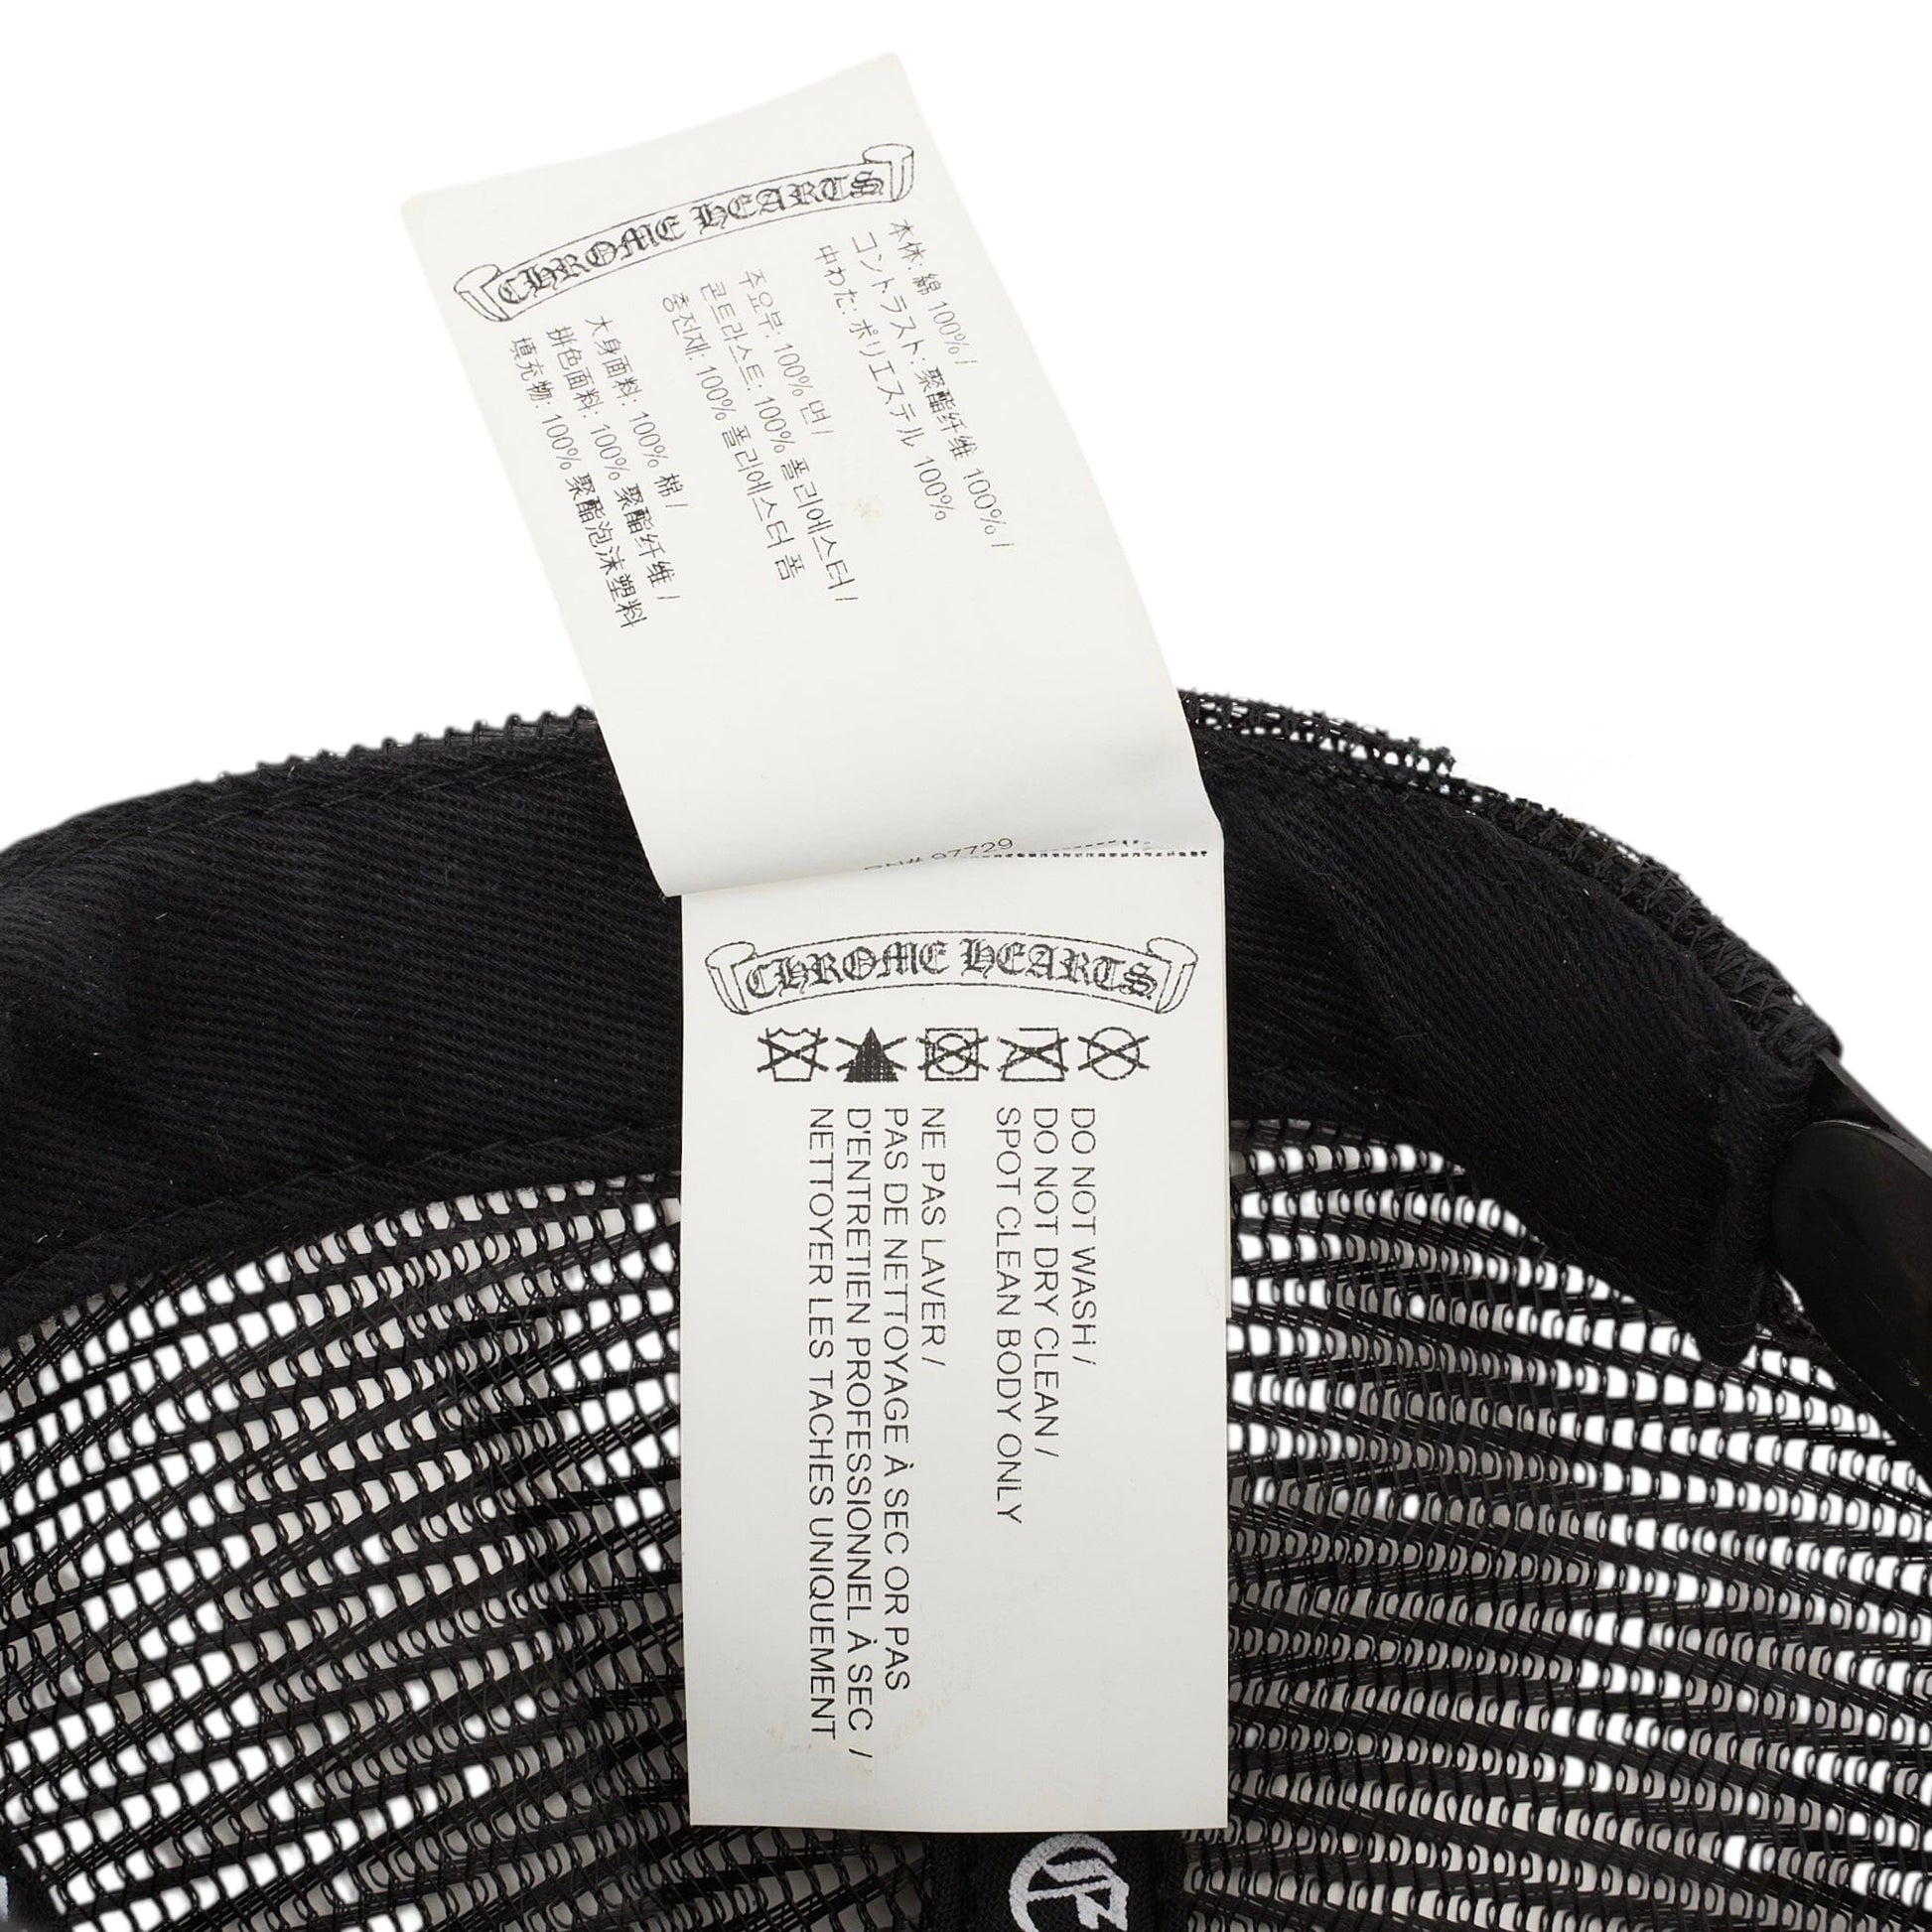 CHROME HEARTS
本体: 綿 100% /
コントラスト: 聚酯纤维 100% /
中わた: ポリエステル 100%
주요부: 100% 면 /
콘트라스트: 100% 폴리에스터 /
충전재: 100% 폴리에스터 폼
大身面料: 100% 棉 /
拼色面料: 100% 聚酯纤维 /
填充物: 100% 聚酯泡沫塑料
97729
CHROME HEARTS
DO NOT WASH /
DO NOT DRY CLEAN /
SPOT CLEAN BODY ONLY
NE PAS LAVER /
PAS DE NETTOYAGE À SEC OR PAS
D'ENTRETIEN PROFESSIONNEL À SEC /
NETTOYER LES TACHES UNIQUEMENT